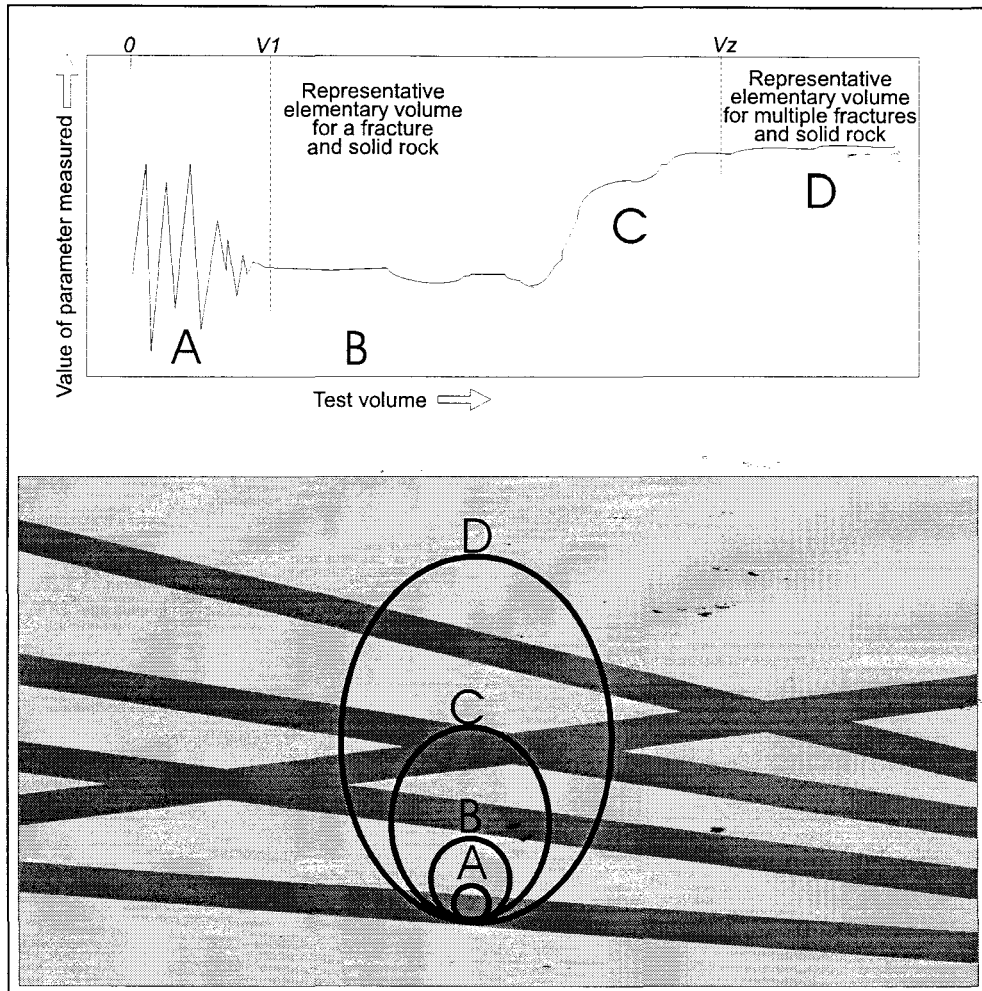 0
V1
Vz
Representative
elementary volume
for a fracture
and solid rock
Representative
elementary volume
for multiple fractures
and solid rock
Value of parameter measured
A
B
C
D
Test volume
D
C
B
A